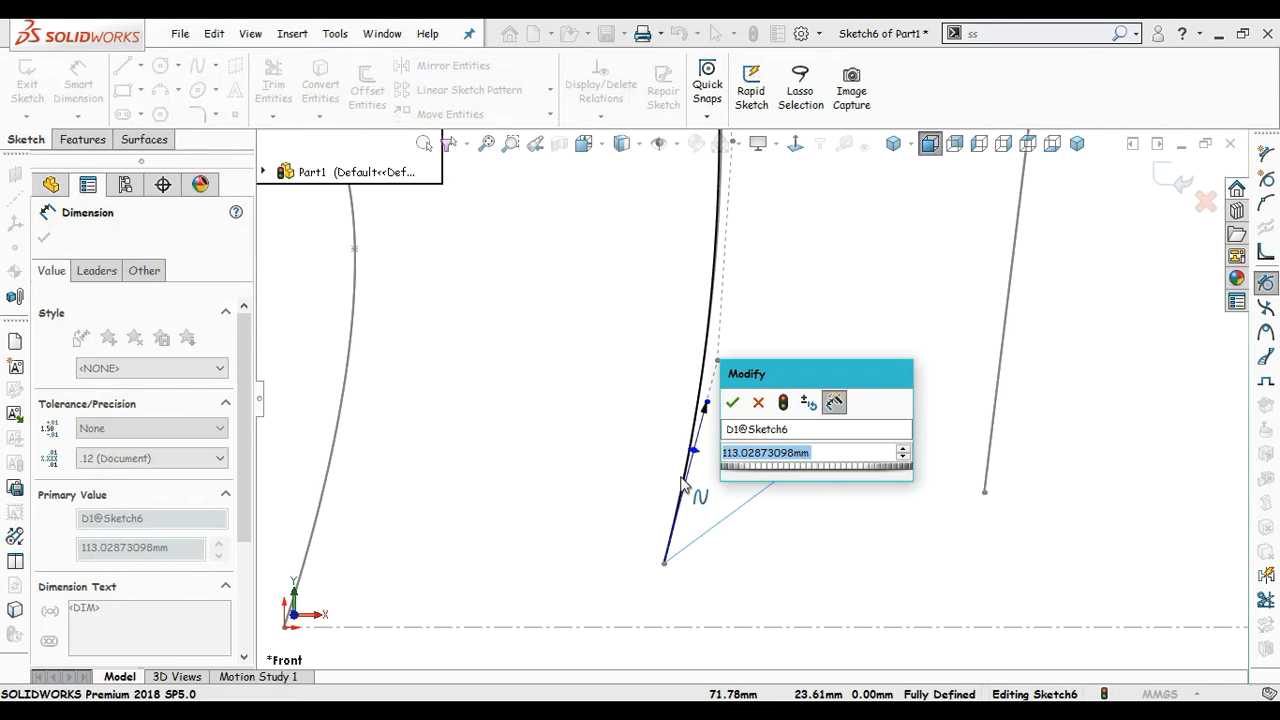 SOLIDWORKS
File
Edit
View
Insert
Tools
Window
Help
Sketch6 of Part1 *
ss
?
Exit Sketch
Smart Dimension
Trim Entities
Convert Entities
Offset Entities
Mirror Entities
Linear Sketch Pattern
Move Entities
Display/Delete Relations
Repair Sketch
Quick Snaps
Rapid Sketch
Lasso Selection
Image Capture
Sketch
Features
Surfaces
Part1 (Default<<Def...
Dimension
Value
Leaders
Other
Style
<NONE>
Tolerance/Precision
None
.12 (Document)
Primary Value
D1@Sketch6
113.02873098mm
Dimension Text
<DIM>
Modify
D1@Sketch6
113.02873098mm
Y
X
*Front
Model
3D Views
Motion Study 1
SOLIDWORKS Premium 2018 SP5.0
71.78mm
23.61mm
0.00mm
Fully Defined
Editing Sketch6
MMGS